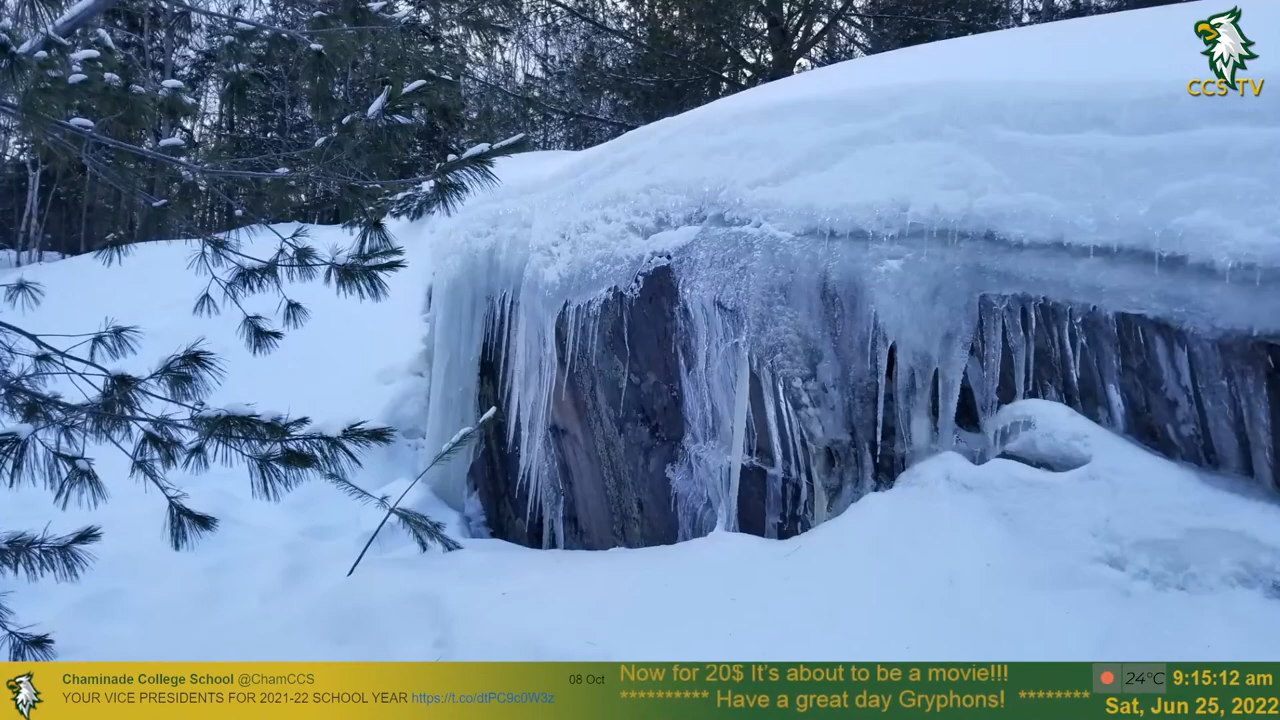 CCS TV
Chaminade College School @ChamCCS
08 Oct
YOUR VICE PRESIDENTS FOR 2021-22 SCHOOL YEAR https://t.co/dtPC9c0W3z
Now for 20$ It's about to be a movie!!!
********** Have a great day Gryphons! ********
24°C 9:15:12 am
Sat, Jun 25, 2022